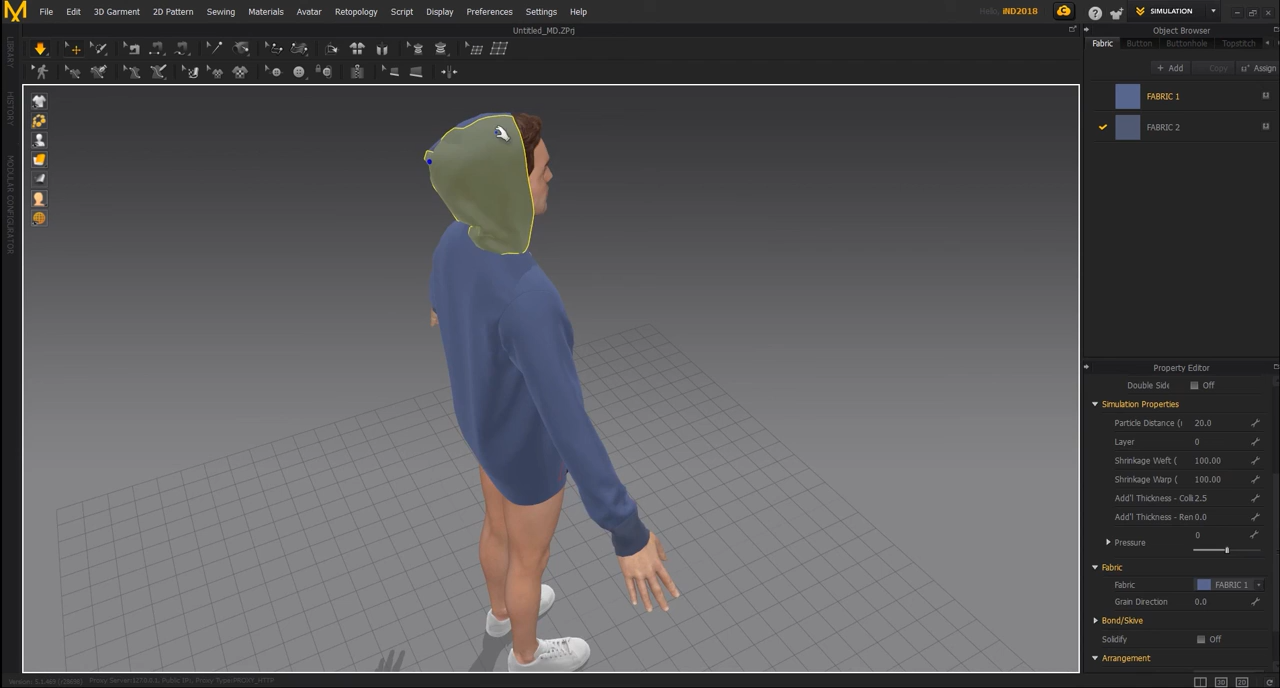 File Edit 3D Garment 2D Pattern Sewing Materials Avatar Retopology Script Display Preferences Settings Help
Hello, iND2018
SIMULATION
Untitled_MD.ZPrj
LIBRARY
HISTORY
MODULAR CONFIGURATOR
Object Browser
Fabric Button Buttonhole Topstitch
+ Add Copy Assign
FABRIC 1
FABRIC 2
Property Editor
Double Side Off
Simulation Properties
Particle Distance (r 20.0
Layer 0
Shrinkage Weft ( 100.00
Shrinkage Warp ( 100.00
Add'l Thickness - Colli 2.5
Add'l Thickness - Ren 0.0
Pressure 0
Fabric
Fabric FABRIC 1
Grain Direction 0.0
Bond/Skive
Solidify Off
Arrangement
3D 2D